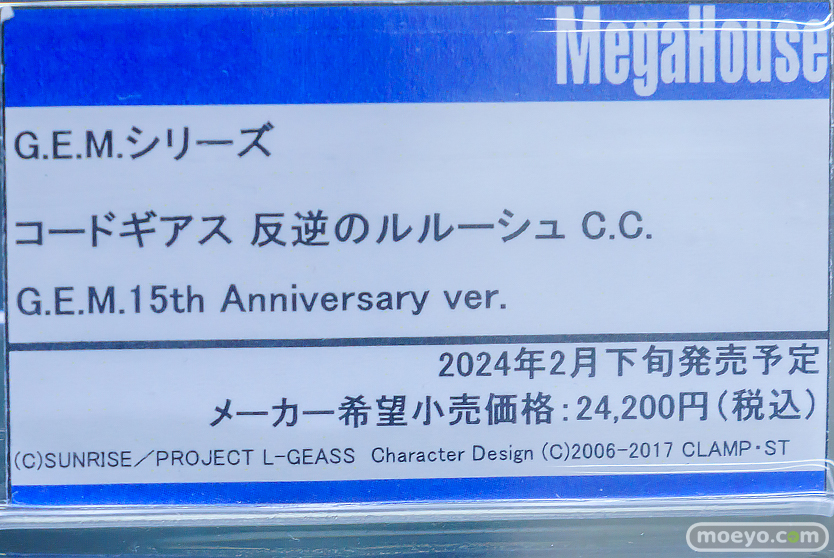 MegaHouse
G.E.M.シリーズ
コードギアス 反逆のルルーシュ C.C.
G.E.M.15th Anniversary ver.
2024年2月下旬発売予定
メーカー希望小売価格：24,200円（税込）
(C)SUNRISE／PROJECT L-GEASS Character Design (C)2006-2017 CLAMP・ST
moeyo.com